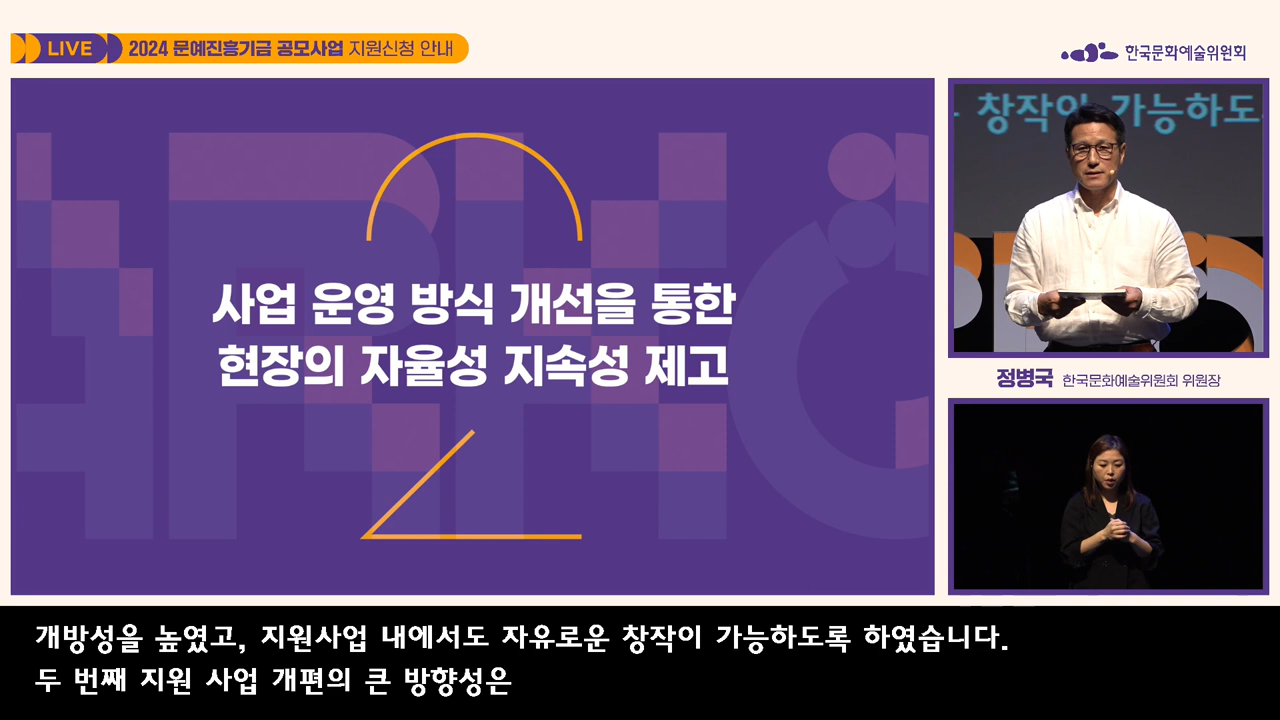 LIVE 2024 문예진흥기금 공모사업 지원신청 안내
한국문화예술위원회
사업 운영 방식 개선을 통한
현장의 자율성 지속성 제고
창작이 가능하도
정병국 한국문화예술위원회 위원장
개방성을 높였고, 지원사업 내에서도 자유로운 창작이 가능하도록 하였습니다.
두 번째 지원 사업 개편의 큰 방향성은